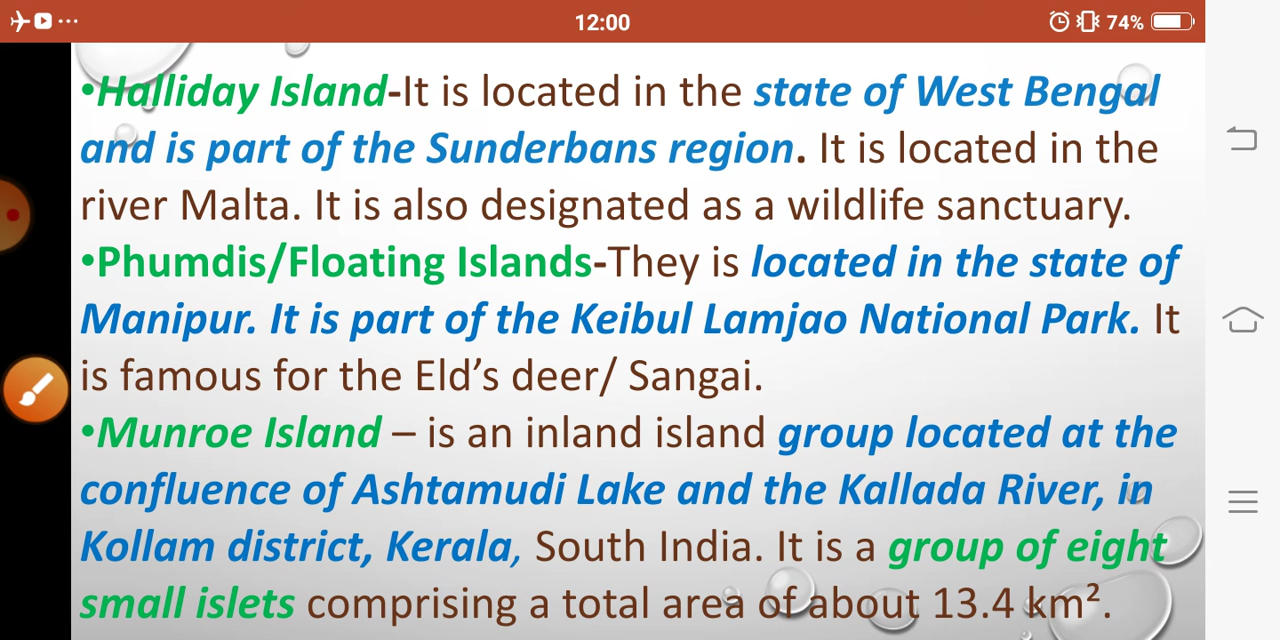 12:00
74%
•Halliday Island-It is located in the state of West Bengal
and is part of the Sunderbans region. It is located in the
river Malta. It is also designated as a wildlife sanctuary.
•Phumdis/Floating Islands-They is located in the state of
Manipur. It is part of the Keibul Lamjao National Park. It
is famous for the Eld’s deer/ Sangai.
•Munroe Island – is an inland island group located at the
confluence of Ashtamudi Lake and the Kallada River, in
Kollam district, Kerala, South India. It is a group of eight
small islets comprising a total area of about 13.4 km².